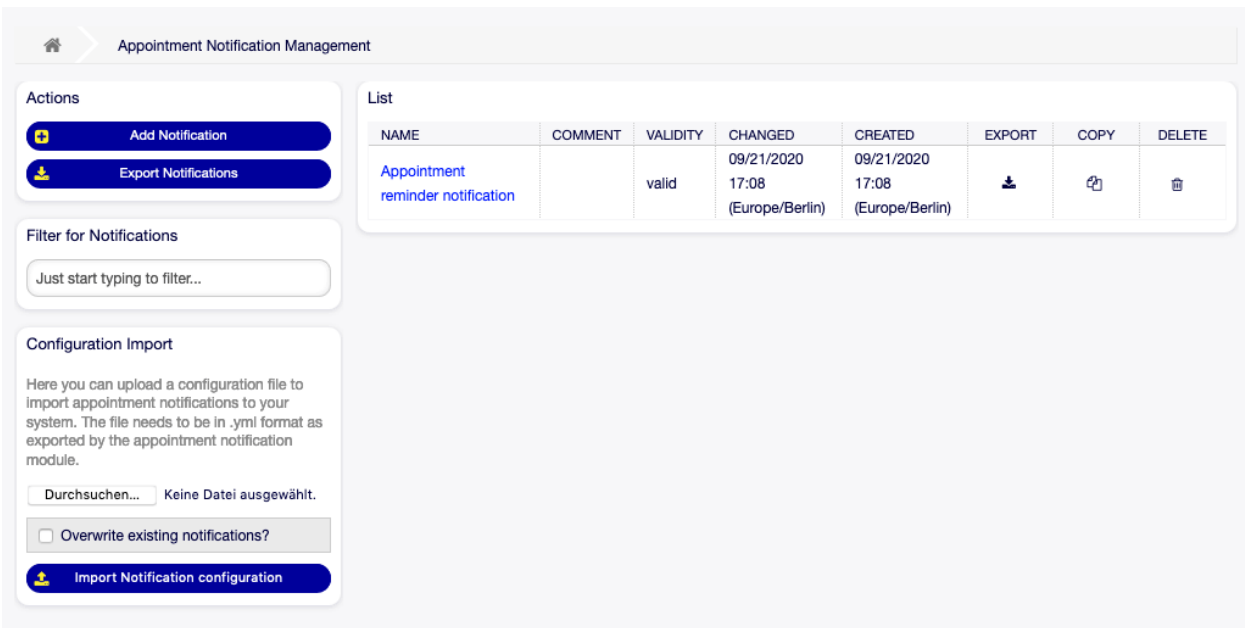 Appointment Notification Management
Actions
Add Notification
Export Notifications
Filter for Notifications
Just start typing to filter...
Configuration Import
Here you can upload a configuration file to
import appointment notifications to your
system. The file needs to be in .yml format as
exported by the appointment notification
module.
Durchsuchen... Keine Datei ausgewählt.
Overwrite existing notifications?
Import Notification configuration
List
NAME COMMENT VALIDITY CHANGED CREATED EXPORT COPY DELETE
Appointment
reminder notification
valid
09/21/2020
17:08
(Europe/Berlin)
09/21/2020
17:08
(Europe/Berlin)